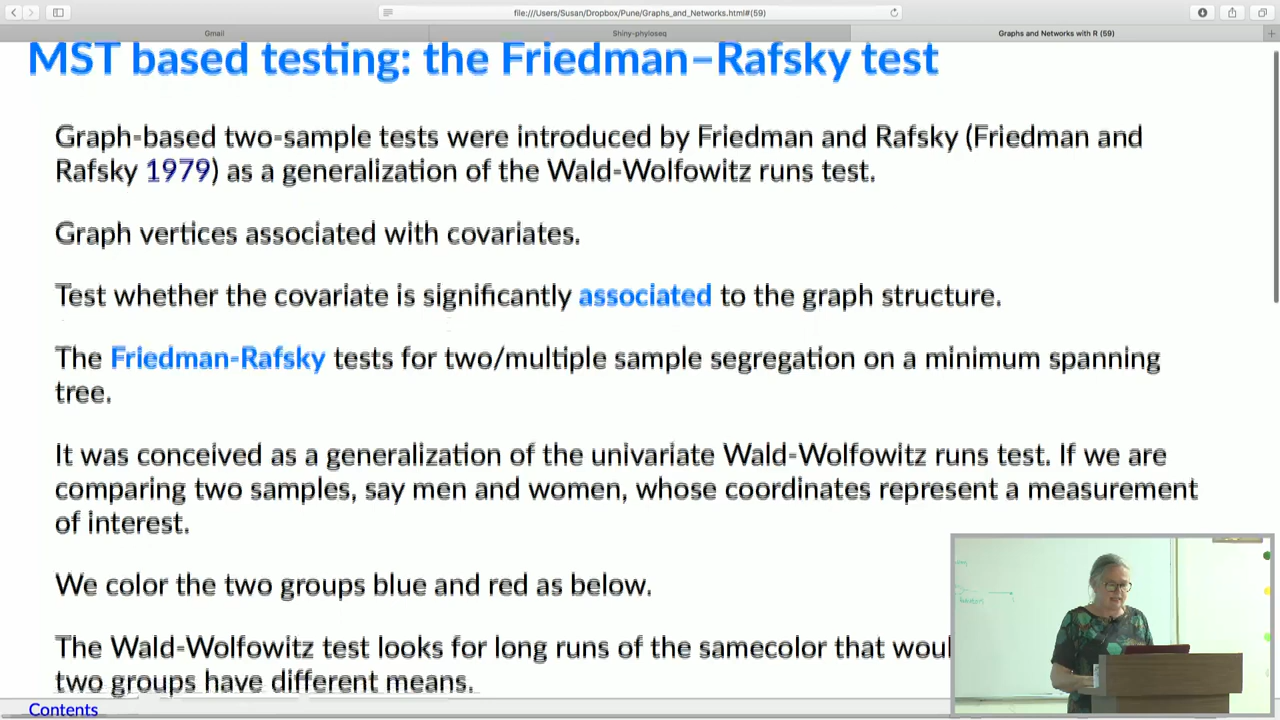 file:///Users/Susan/Dropbox/Pune/Graphs_and_Networks.html#(59)
Gmail
Shiny-phyloseq
Graphs and Networks with R (59)
MST based testing: the Friedman–Rafsky test
Graph-based two-sample tests were introduced by Friedman and Rafsky (Friedman and
Rafsky 1979) as a generalization of the Wald-Wolfowitz runs test.
Graph vertices associated with covariates.
Test whether the covariate is significantly associated to the graph structure.
The Friedman-Rafsky tests for two/multiple sample segregation on a minimum spanning
tree.
It was conceived as a generalization of the univariate Wald-Wolfowitz runs test. If we are
comparing two samples, say men and women, whose coordinates represent a measurement
of interest.
We color the two groups blue and red as below.
The Wald-Wolfowitz test looks for long runs of the samecolor that woul
two groups have different means.
Contents